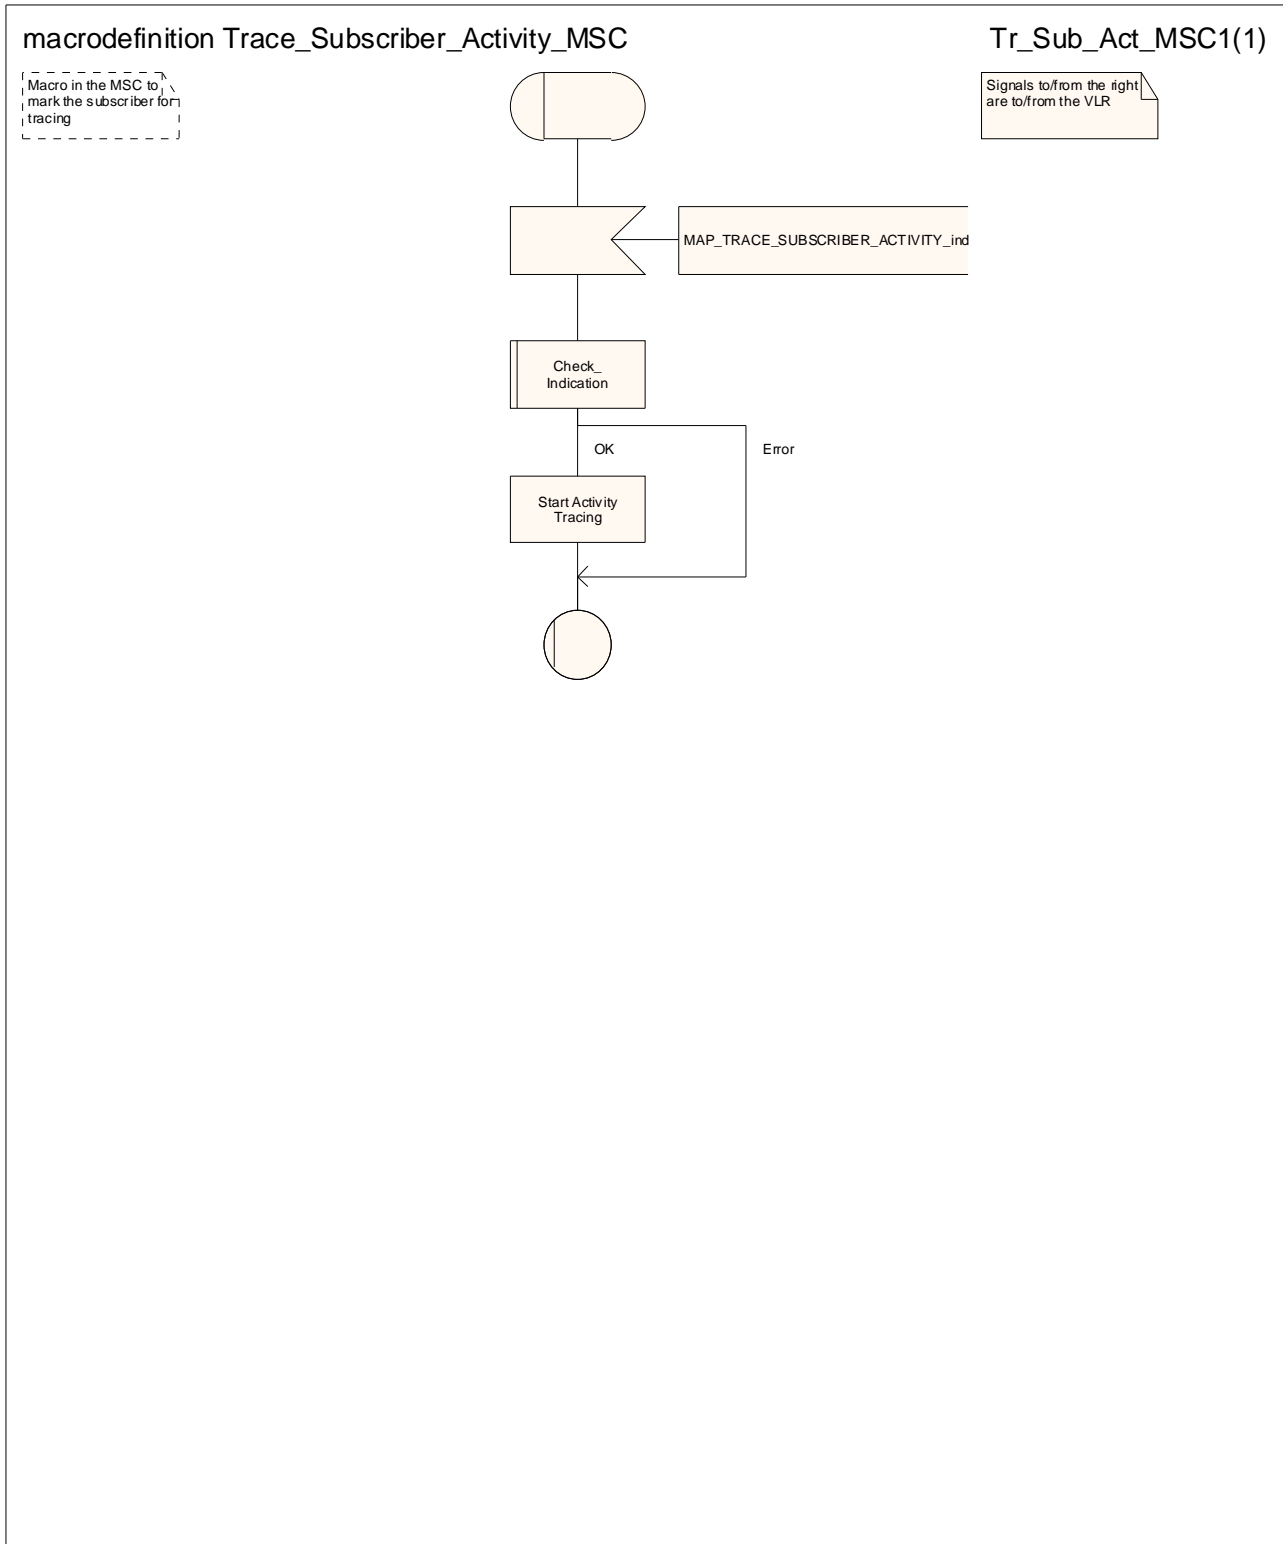 macrodefinition Trace_Subscriber_Activity_MSC
Tr_Sub_Act_MSC1(1)
Macro in the MSC to
mark the subscriber for
tracing
Signals to/from the right
are to/from the VLR
MAP_TRACE_SUBSCRIBER_ACTIVITY_ind
Check_
Indication
OK
Error
Start Activity
Tracing